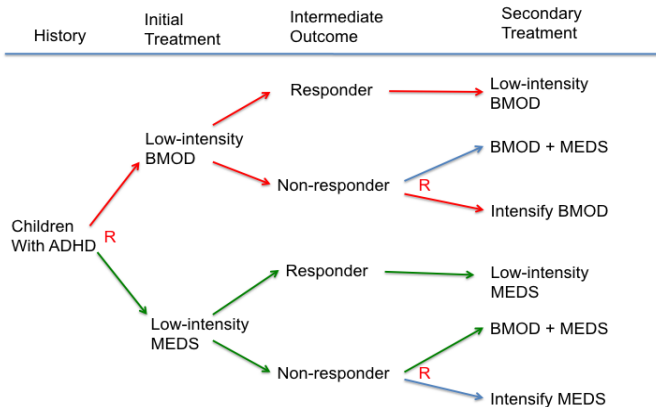 History
Initial
Treatment
Intermediate
Outcome
Secondary
Treatment
Responder
Low-intensity
BMOD
Low-intensity
BMOD
BMOD + MEDS
Non-responder
R
Intensify BMOD
Children
With ADHD
R
Responder
Low-intensity
MEDS
Low-intensity
MEDS
BMOD + MEDS
Non-responder
R
Intensify MEDS